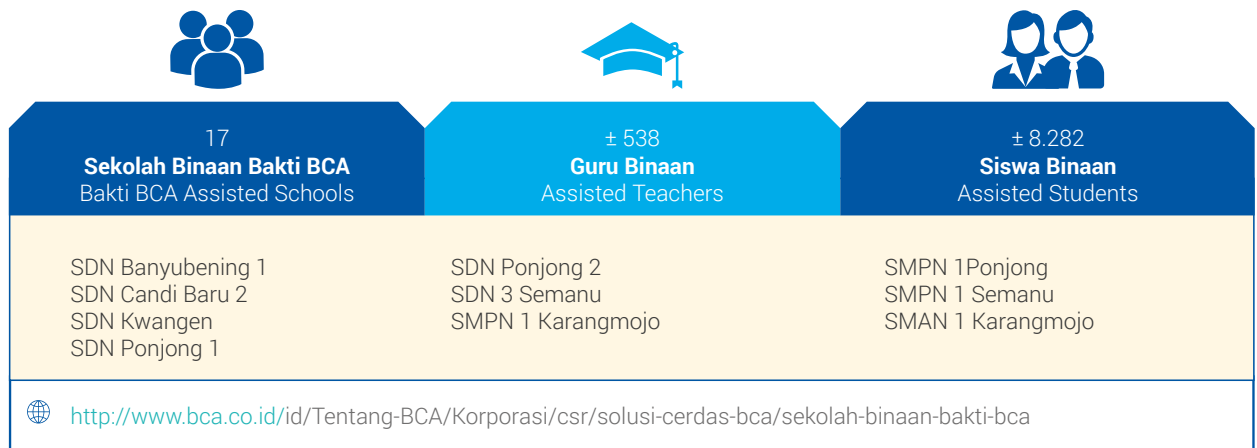 17
Sekolah Binaan Bakti BCA
Bakti BCA Assisted Schools
± 538
Guru Binaan
Assisted Teachers
± 8.282
Siswa Binaan
Assisted Students
SDN Banyubening 1
SDN Candi Baru 2
SDN Kwangen
SDN Ponjong 1
SDN Ponjong 2
SDN 3 Semanu
SMPN 1 Karangmojo
SMPN 1Ponjong
SMPN 1 Semanu
SMAN 1 Karangmojo
http://www.bca.co.id/id/Tentang-BCA/Korporasi/csr/solusi-cerdas-bca/sekolah-binaan-bakti-bca